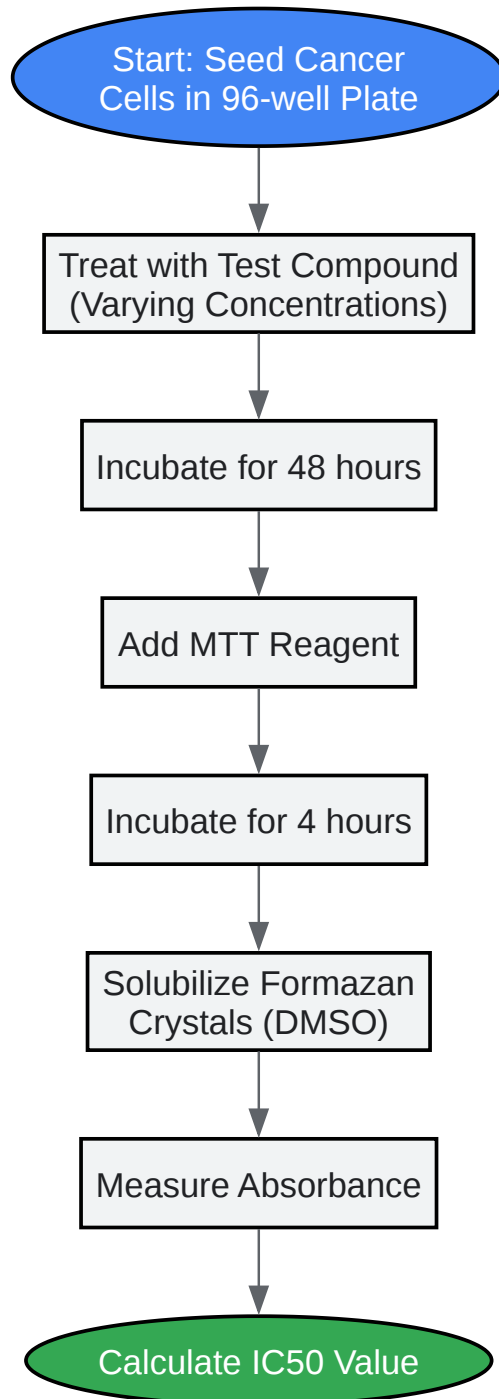 Start: Seed Cancer
Cells in 96-well Plate
Treat with Test Compound
(Varying Concentrations)
Incubate for 48 hours
Add MTT Reagent
Incubate for 4 hours
Solubilize Formazan
Crystals (DMSO)
Measure Absorbance
Calculate IC50 Value